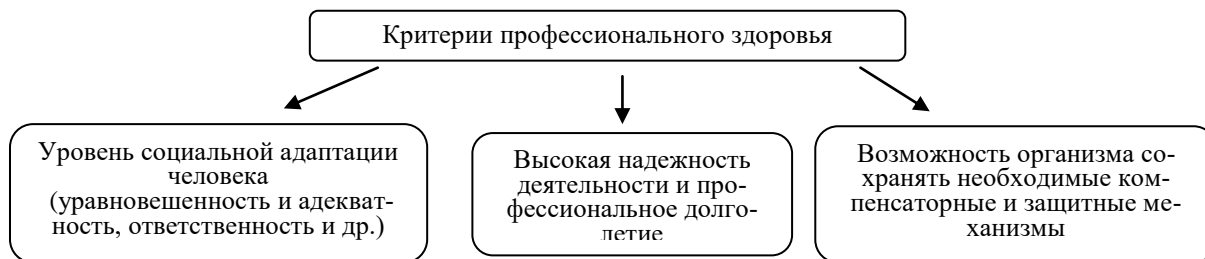 Критерии профессионального здоровья
Уровень социальной адаптации
человека
(уравновешенность и адекват-
ность, ответственность и др.)
Высокая надежность
деятельности и про-
фессиональное долго-
летие
Возможность организма со-
хранять необходимые ком-
пенсаторные и защитные ме-
ханизмы